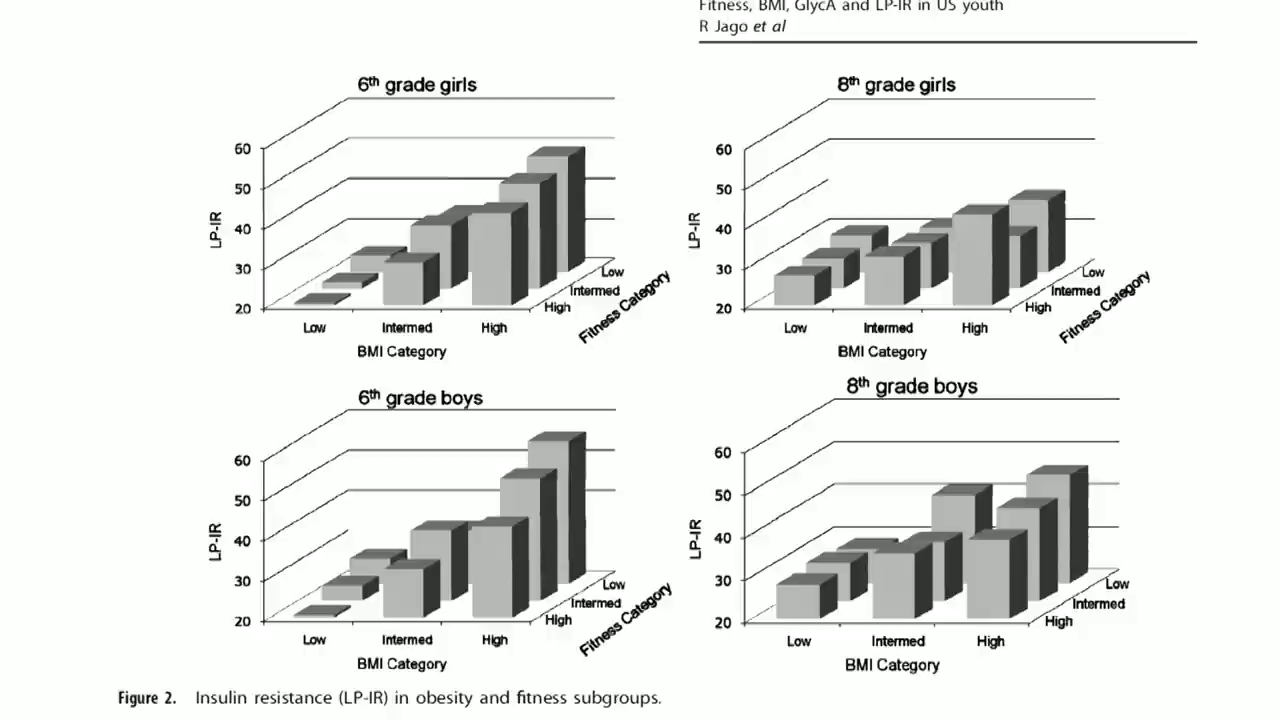 Fitness, BMI, GlycA and LP-IR in US youth
R Jago et al
6th grade girls
60
50
40
30
20
LP-IR
Low
Intermed
High
BMI Category
Low
Intermed
High
Fitness Category
8th grade girls
60
50
40
30
20
LP-IR
Low
Intermed
High
BMI Category
Low
Intermed
High
Fitness Category
6th grade boys
60
50
40
30
20
LP-IR
Low
Intermed
High
BMI Category
Low
Intermed
High
Fitness Category
8th grade boys
60
50
40
30
20
LP-IR
Low
Intermed
High
BMI Category
Low
Intermed
High
Figure 2. Insulin resistance (LP-IR) in obesity and fitness subgroups.